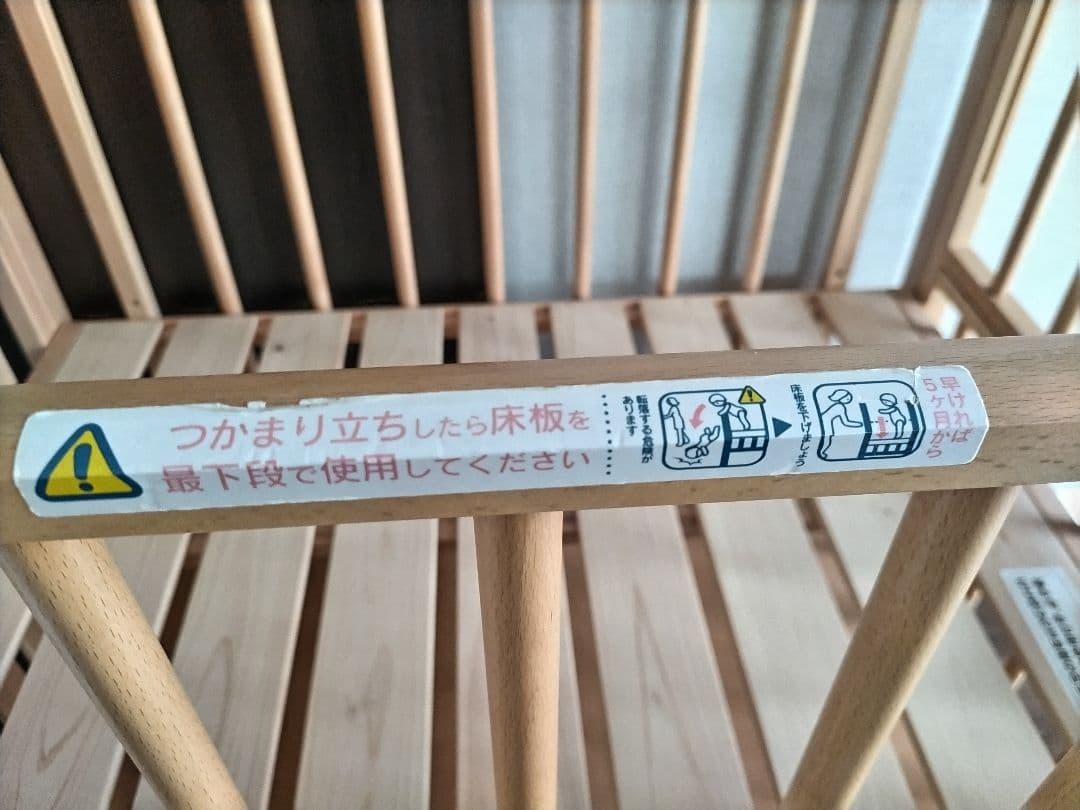 つかまり立ちしたら床板を
最下段で使用してください
転落する危険が
あります
床板を下げましょう
早ければ
5ヶ月から